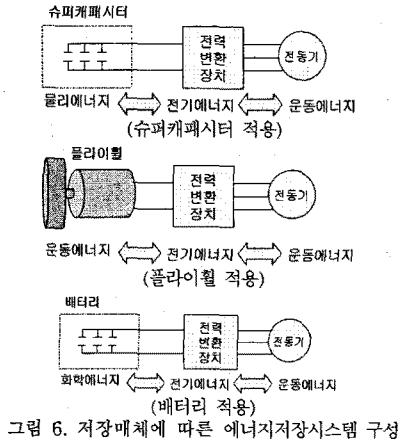 슈퍼캐패시터
전력
변환
장치
전동기
물리에너지 전기에너지 운동에너지
(슈퍼캐패시터 적용)
플라이휠
전력
변환
장치
전동기
운동에너지 전기에너지 운동에너지
(플라이휠 적용)
배터리
전력
변환
장치
전동기
화학에너지 전기에너지 운동에너지
(배터리 적용)
그림 6. 저장매체에 따른 에너지저장시스템 구성